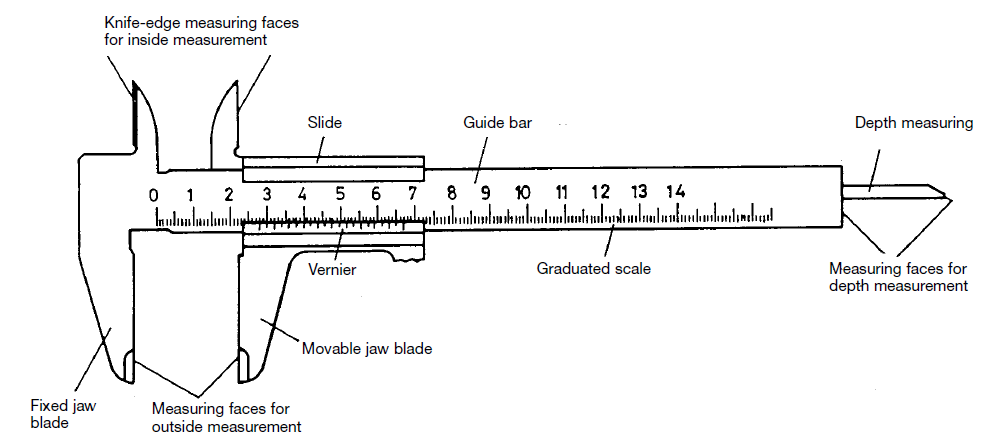 Knife-edge measuring faces
for inside measurement
Slide
Guide bar
Depth measuring
0 1 2 3 4 5 6 7 8 9 10 11 12 13 14
Vernier
Graduated scale
Measuring faces for
depth measurement
Movable jaw blade
Fixed jaw
blade
Measuring faces for
outside measurement